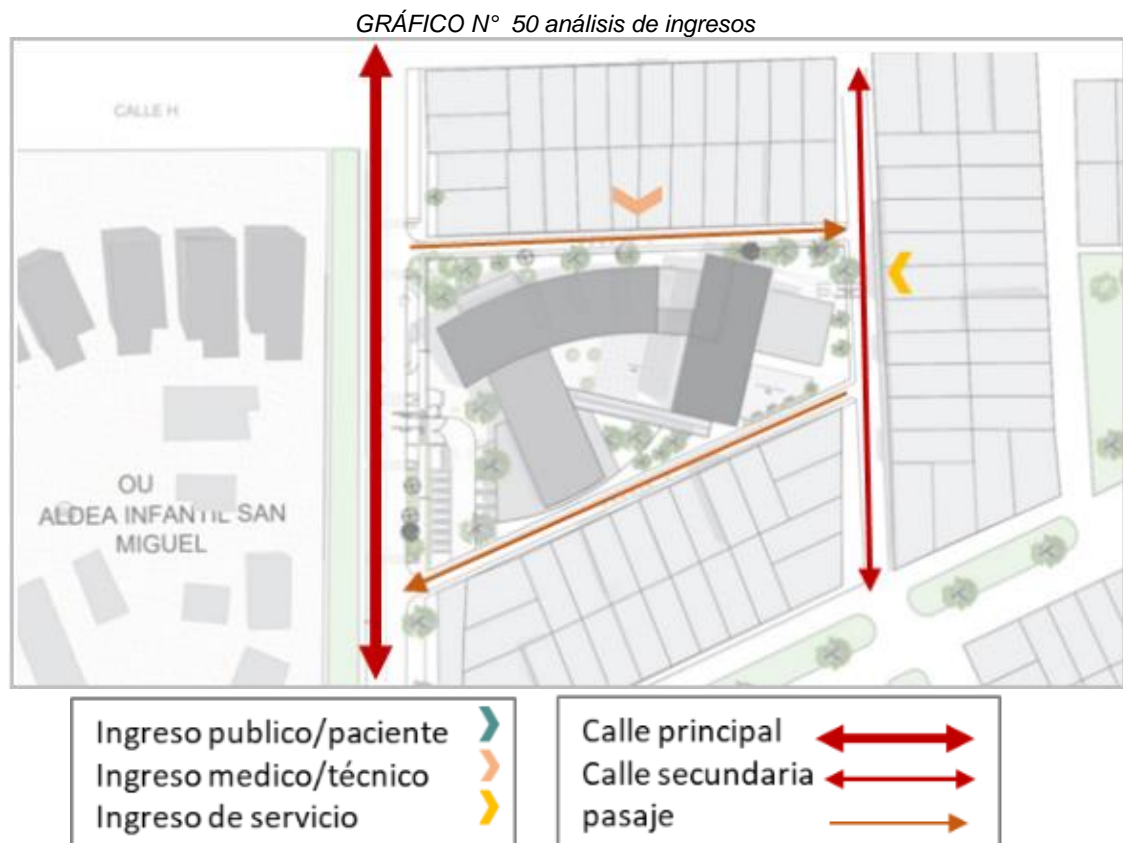 GRÁFICO N° 50 análisis de ingresos
CALLE H
OU
ALDEA INFANTIL SAN
MIGUEL
Ingreso publico/paciente
Ingreso medico/técnico
Ingreso de servicio
Calle principal
Calle secundaria
pasaje